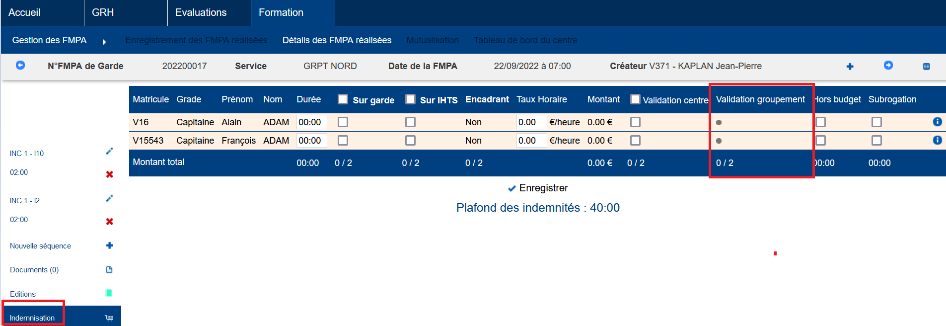 Accueil GRH Evaluations Formation
Gestion des FMPA Enregistrement des FMPA réalisées Détails des FMPA réalisées Mutualisation Tableau de bord du centre
N°FMPA de Garde 202200017 Service GRPT NORD Date de la FMPA 22/09/2022 à 07:00 Créateur V371 - KAPLAN Jean-Pierre
Matricule Grade Prénom Nom Durée Sur garde Sur IHTS Encadrant Taux Horaire Montant Validation centre Validation groupement Hors budget Subrogation
V16 Capitaine Alain ADAM 00:00 Non 0.00 €/heure 0.00 €
V15543 Capitaine François ADAM 00:00 Non 0.00 €/heure 0.00 €
Montant total 00:00 0 / 2 0 / 2 0 / 2 0.00 € 0 / 2 0 / 2 00:00 00:00
Enregistrer
Plafond des indemnités : 40:00
INC 1 - I10
02:00
INC 1 - I2
02:00
Nouvelle séquence
Documents (0)
Editions
Indemnisation